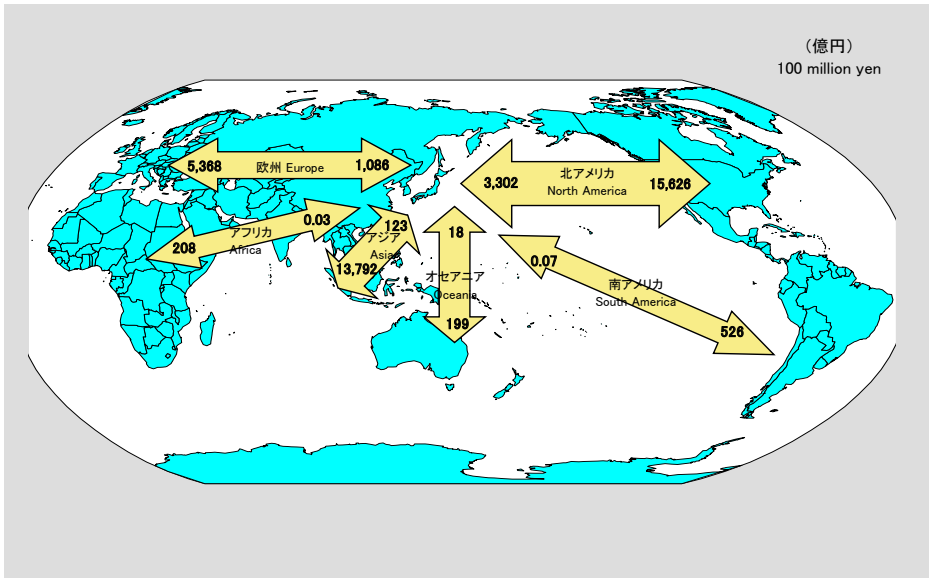 (億円)
100 million yen
5,368
欧州 Europe
1,086
3,302
北アメリカ
North America
15,626
208
アフリカ
Africa
0.03
123
アジア
Asia
13,792
18
オセアニア
Oceania
199
0.07
南アメリカ
South America
526